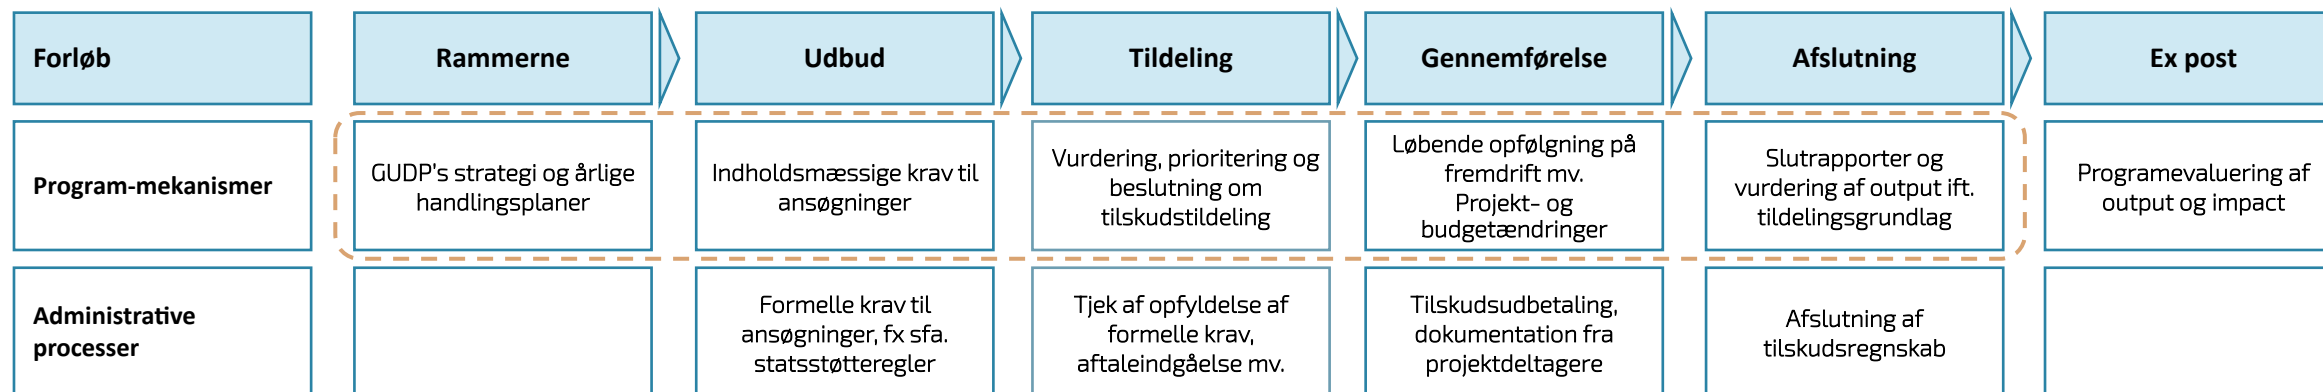 Forløb
Rammerne
Udbud
Tildeling
Gennemførelse
Afslutning
Ex post
Program-mekanismer
GUDP's strategi og årlige
handlingsplaner
Indholdsmæssige krav til
ansøgninger
Vurdering, prioritering og
beslutning om
tilskudstildeling
Løbende opfølgning på
fremdrift mv.
Projekt- og
budgetændringer
Slutrapporter og
vurdering af output ift.
tildelingsgrundlag
Programevaluering af
output og impact
Administrative
processer
Formelle krav til
ansøgninger, fx sfa.
statsstøtteregler
Tjek af opfyldelse af
formelle krav,
aftaleindgåelse mv.
Tilskudsudbetaling,
dokumentation fra
projektdeltagere
Afslutning af
tilskudsregnskab